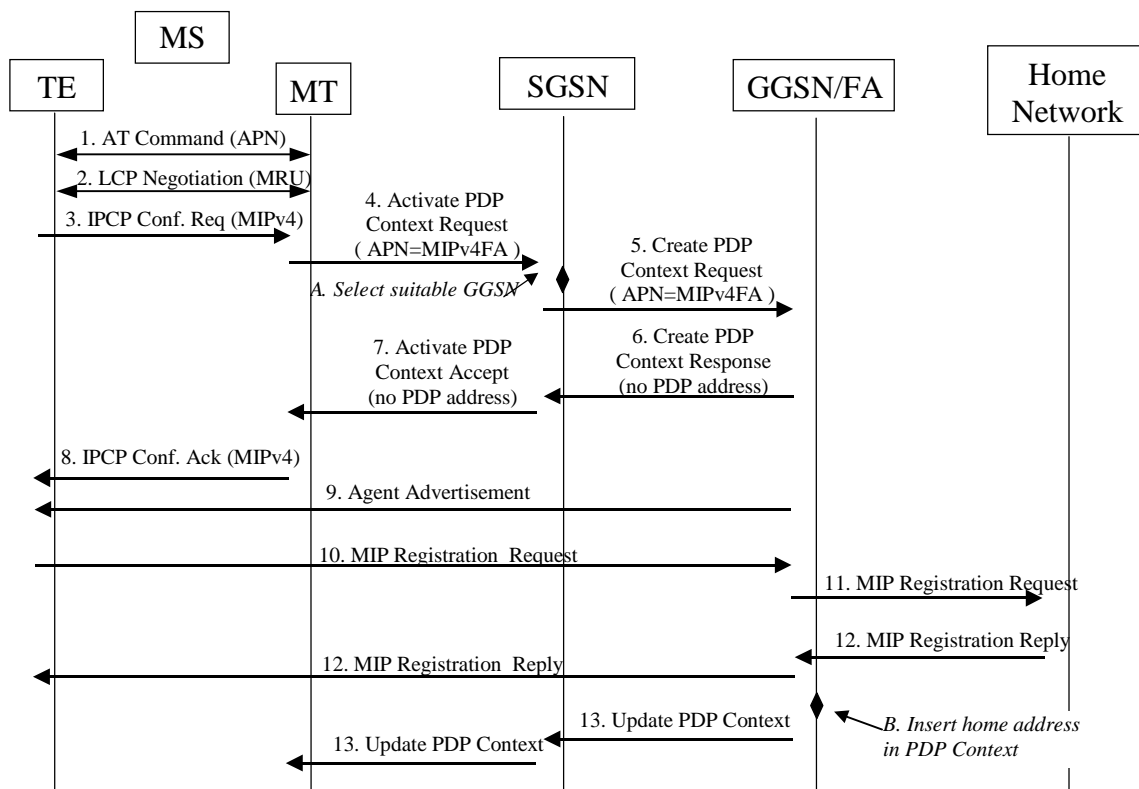 MS
TE
MT
SGSN
GGSN/FA
Home
Network
1. AT Command (APN)
2. LCP Negotiation (MRU)
3. IPCP Conf. Req (MIPv4)
4. Activate PDP
Context Request
( APN=MIPv4FA )
A. Select suitable GGSN
5. Create PDP
Context Request
( APN=MIPv4FA )
6. Create PDP
Context Response
(no PDP address)
7. Activate PDP
Context Accept
(no PDP address)
8. IPCP Conf. Ack (MIPv4)
9. Agent Advertisement
10. MIP Registration Request
11. MIP Registration Request
12. MIP Registration Reply
12. MIP Registration Reply
13. Update PDP Context
B. Insert home address
in PDP Context
13. Update PDP Context